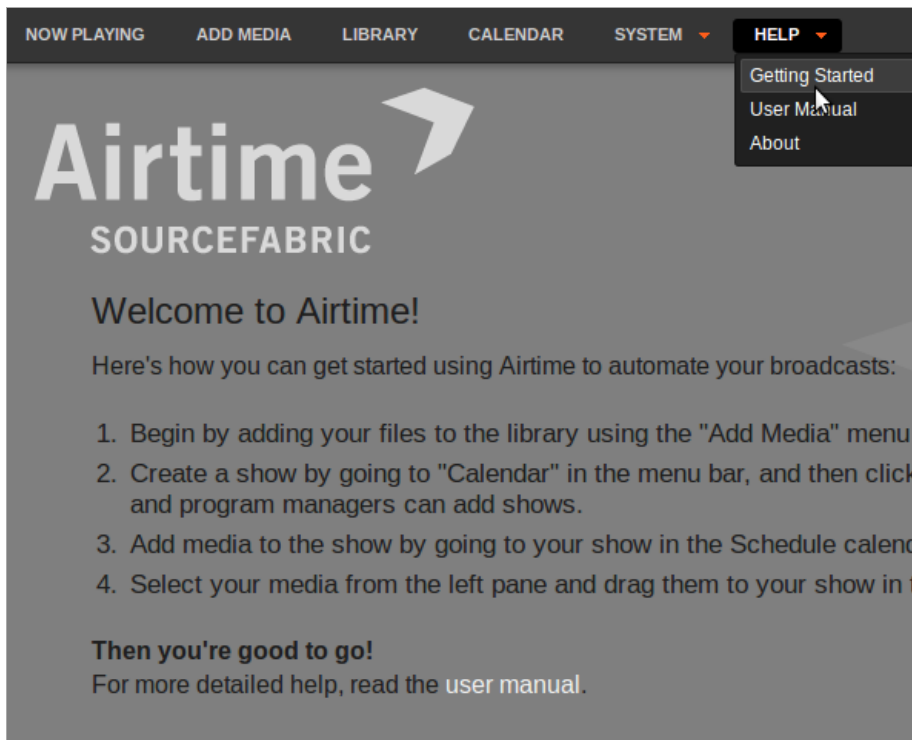 NOW PLAYING ADD MEDIA LIBRARY CALENDAR SYSTEM HELP
Getting Started
User Manual
About
Airtime
SOURCEFABRIC
Welcome to Airtime!
Here's how you can get started using Airtime to automate your broadcasts:
1. Begin by adding your files to the library using the "Add Media" menu
2. Create a show by going to "Calendar" in the menu bar, and then click
and program managers can add shows.
3. Add media to the show by going to your show in the Schedule calend
4. Select your media from the left pane and drag them to your show in
Then you're good to go!
For more detailed help, read the user manual.